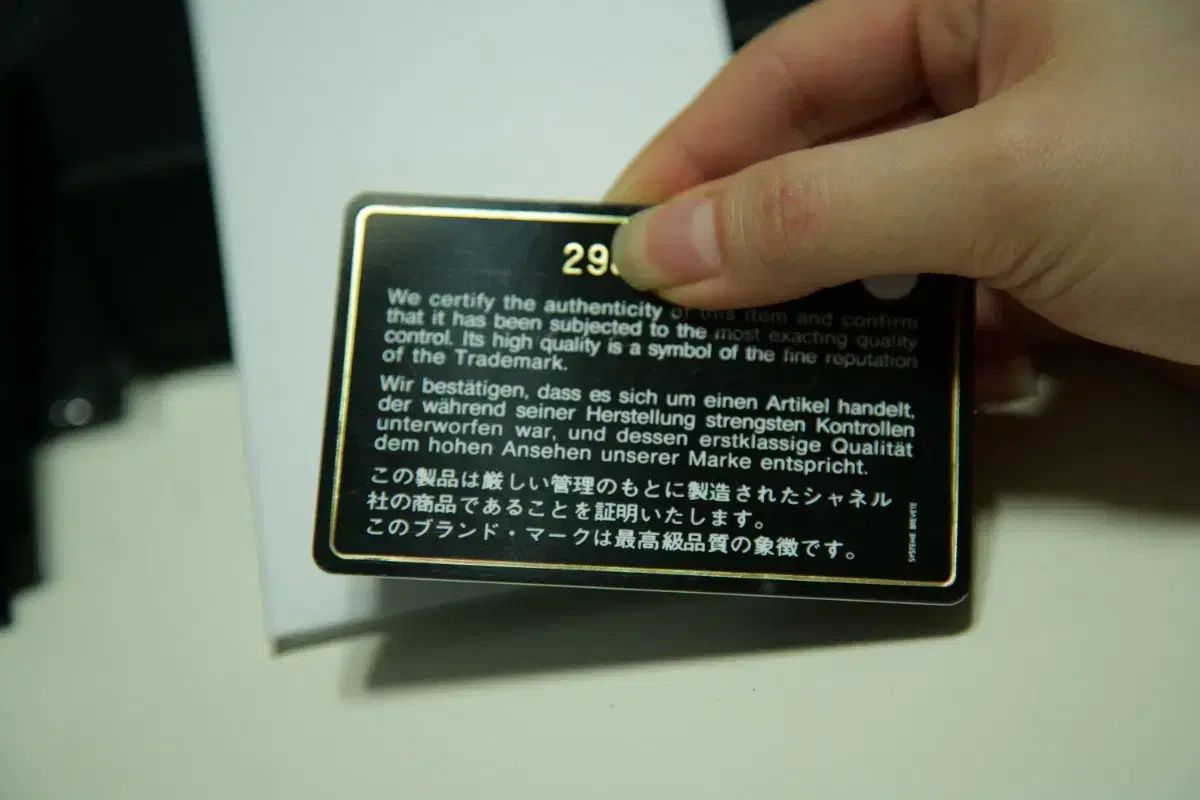 29
We certify the authenticity of this item and confirm
that it has been subjected to the most exacting quality
control. Its high quality is a symbol of the fine reputation
of the Trademark.
Wir bestätigen, dass es sich um einen Artikel handelt,
der während seiner Herstellung strengsten Kontrollen
unterworfen war, und dessen erstklassige Qualität
dem hohen Ansehen unserer Marke entspricht.
この製品は厳しい管理のもとに製造されたシャネル
社の商品であることを証明いたします。
このブランド・マークは最高級品質の象徴です。
SYSTEME BREVETE